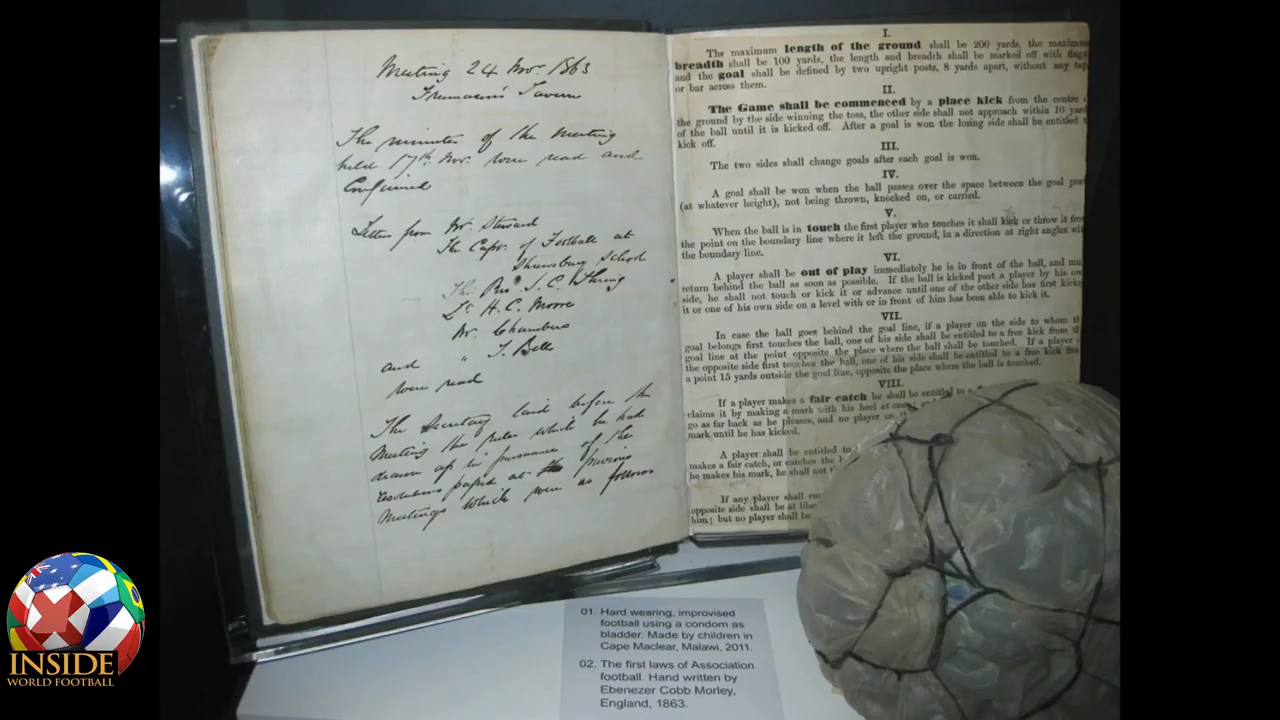 Meeting 24 Novr. 1863
Freemason's Tavern
The minutes of the Meeting
held 17th Nov. were read and
Confirmed
Letters from Mr. Steward
The Captn. of Football at
Shrewsbury School
The Rev. J. C. Thring
Lt H. C. Moore
Mr. Chambers
and " J. Bell
were read
The Secretary laid before the
Meeting the rules which he had
drawn up in pursuance of the
resolutions passed at the previous
Meetings which were as follows
I.
The maximum length of the ground shall be 200 yards, the maximum
breadth shall be 100 yards, the length and breadth shall be marked off with flags
and the goal shall be defined by two upright posts, 8 yards apart, without any tap
or bar across them.
II.
The Game shall be commenced by a place kick from the centre
the ground by the side winning the toss, the other side shall not approach within 10 yard
of the ball until it is kicked off. After a goal is won the losing side shall be entitled
kick off.
III.
The two sides shall change goals after each goal is won.
IV.
A goal shall be won when the ball passes over the space between the goal pos
(at whatever height), not being thrown, knocked on, or carried.
V.
When the ball is in touch the first player who touches it shall kick or throw it from
the point on the boundary line where it left the ground, in a direction at right angles wi
the boundary line.
VI.
A player shall be out of play immediately he is in front of the ball, and mu
return behind the ball as soon as possible. If the ball is kicked past a player by his ow
side, he shall not touch or kick it or advance until one of the other side has first kick
it or one of his own side on a level with or in front of him has been able to kick it.
VII.
In case the ball goes behind the goal line, if a player on the side to whom th
goal belongs first touches the ball, one of his side shall be entitled to a free kick from th
goal line at the point opposite the place where the ball shall be touched. If a player
the opposite side first touches the ball, one of his side shall be entitled to a free kick from
a point 15 yards outside the goal line, opposite the place where the ball is touched.
VIII.
If a player makes a fair catch he shall be entitled to a
claims it by making a mark with his heel at once; and
go as far back as he pleases, and no player on th
mark until he has kicked.
A player shall be entitled to
makes a fair catch, or catches the b
he makes his mark, he shall not
If any player shall run
opposite side shall be at liber
him; but no player shall be
01. Hard wearing, improvised
football using a condom as
bladder. Made by children in
Cape Maclear, Malawi, 2011.
02. The first laws of Association
football. Hand written by
Ebenezer Cobb Morley,
England, 1863.
INSIDE
WORLD FOOTBALL